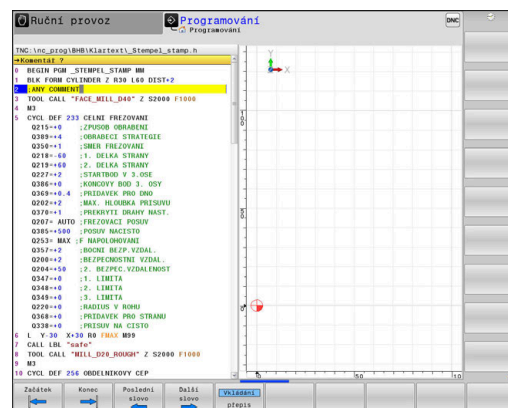 Ruční provoz
Programování
Programování
DNC
TNC:\nc_prog\BHB\Klartext\_Stempel_stamp.h
→Komentář ?
0 BEGIN PGM _STEMPEL_STAMP MM
1 BLK FORM CYLINDER Z R30 L60 DIST+2
2 ;ANY COMMENT
3 TOOL CALL "FACE_MILL_D40" Z S2000 F1000
4 M3
5 CYCL DEF 233 CELNI FREZOVANI
Q215=+0 ;ZPUSOB OBRABENI
Q389=+4 ;OBRACECI STRATEGIE
Q350=+1 ;SMER FREZOVANI
Q218=-60 ;1. DELKA STRANY
Q219=+60 ;2. DELKA STRANY
Q227=+2 ;STARTBOD V 3.OSE
Q386=+0 ;KONCOVY BOD 3. OSY
Q369=+0.4 ;PRIDAVEK PRO DNO
Q202=+2 ;MAX. HLOUBKA PRISUVU
Q370=+1 ;PREKRYTI DRAHY NAST.
Q207= AUTO ;FREZOVACI POSUV
Q385=+500 ;POSUV NACISTO
Q253= MAX ;F NAPOLOHOVANI
Q357=+2 ;BOCNI BEZP.VZDAL.
Q200=+2 ;BEZPECNOSTNI VZDAL.
Q204=+50 ;2. BEZPEC.VZDALENOST
Q347=+0 ;1. LIMITA
Q348=+0 ;2. LIMITA
Q349=+0 ;3. LIMITA
Q220=+0 ;RADIUS V ROHU
Q368=+0 ;PRIDAVEK PRO STRANU
Q338=+0 ;PRISUV NA CISTO
6 L Y-30 X+30 R0 FMAX M99
7 CALL LBL "safe"
8 TOOL CALL "MILL_D20_ROUGH" Z S2000 F1000
9 M3
10 CYCL DEF 256 OBDELNIKOVY CEP
Y
X
100
50
0
0
50
100
Začátek
Konec
Poslední slovo
Další slovo
Vkládání
přepis